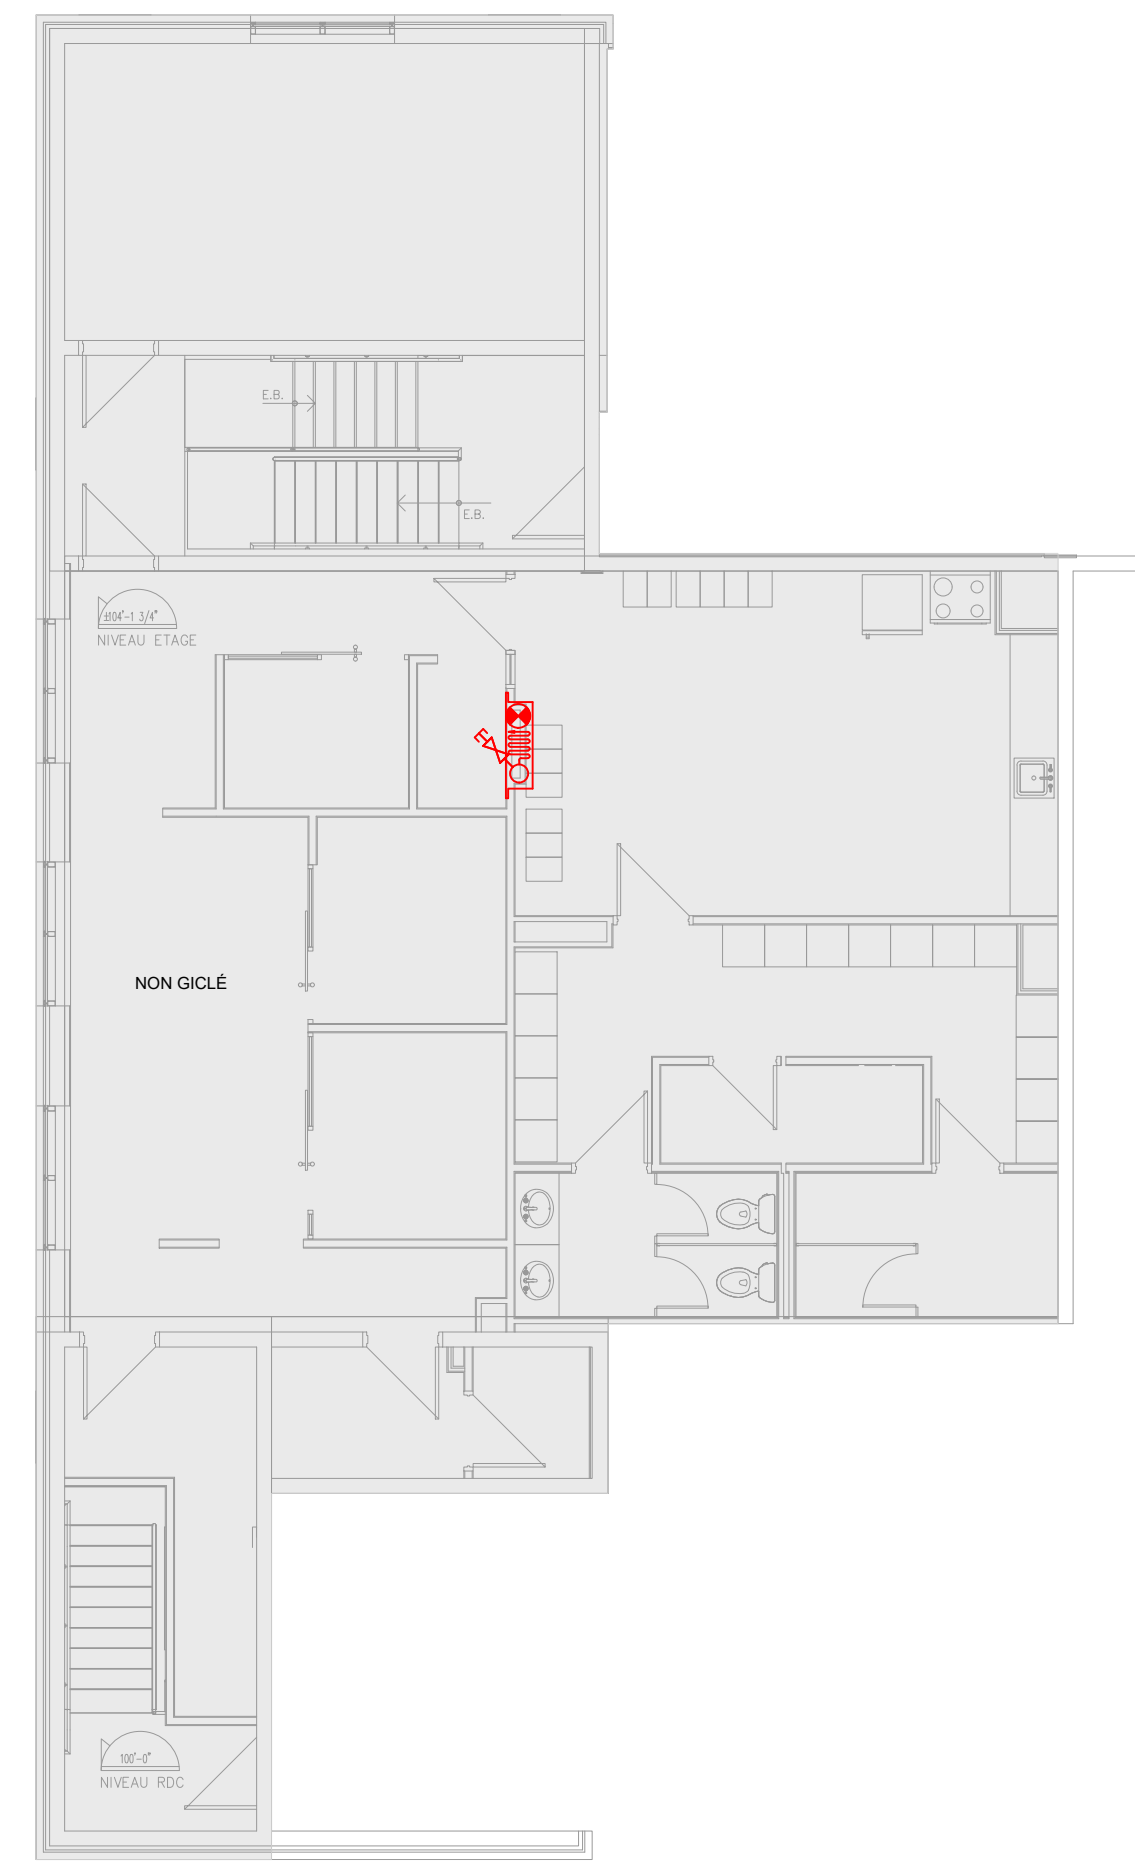 E.B.
E.B.
±104'-1 3/4"
NIVEAU ETAGE
E
NON GICLÉ
100'-0"
NIVEAU RDC